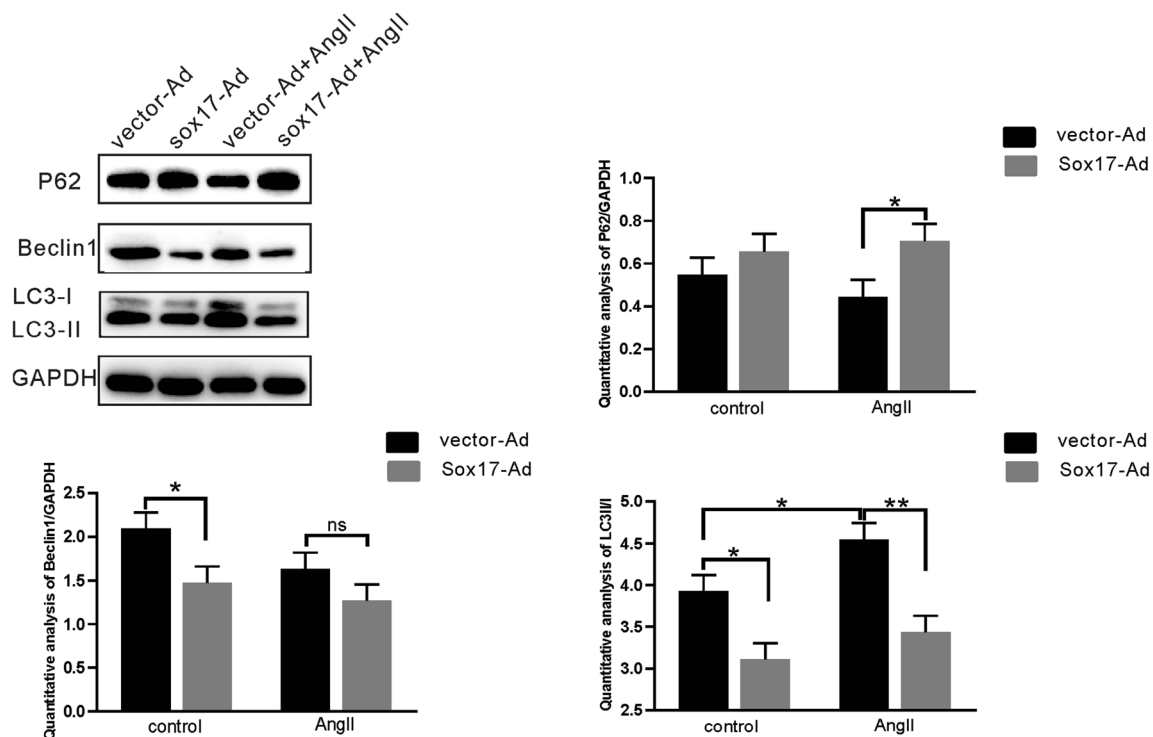 vector-Ad
sox17-Ad
vector-Ad+AngII
sox17-Ad+AngII
P62
Beclin1
LC3-I
LC3-II
GAPDH
vector-Ad
Sox17-Ad
Quantitative analysis of P62/GAPDH
1.0
0.8
0.6
0.4
0.2
0.0
*
control
AngII
vector-Ad
Sox17-Ad
Quantitative analysis of Beclin1/GAPDH
2.5
2.0
1.5
1.0
0.5
0.0
*
ns
control
AngII
vector-Ad
Sox17-Ad
Quantitative ananlysis of LC3II/I
5.0
4.5
4.0
3.5
3.0
2.5
*
*
**
control
AngII